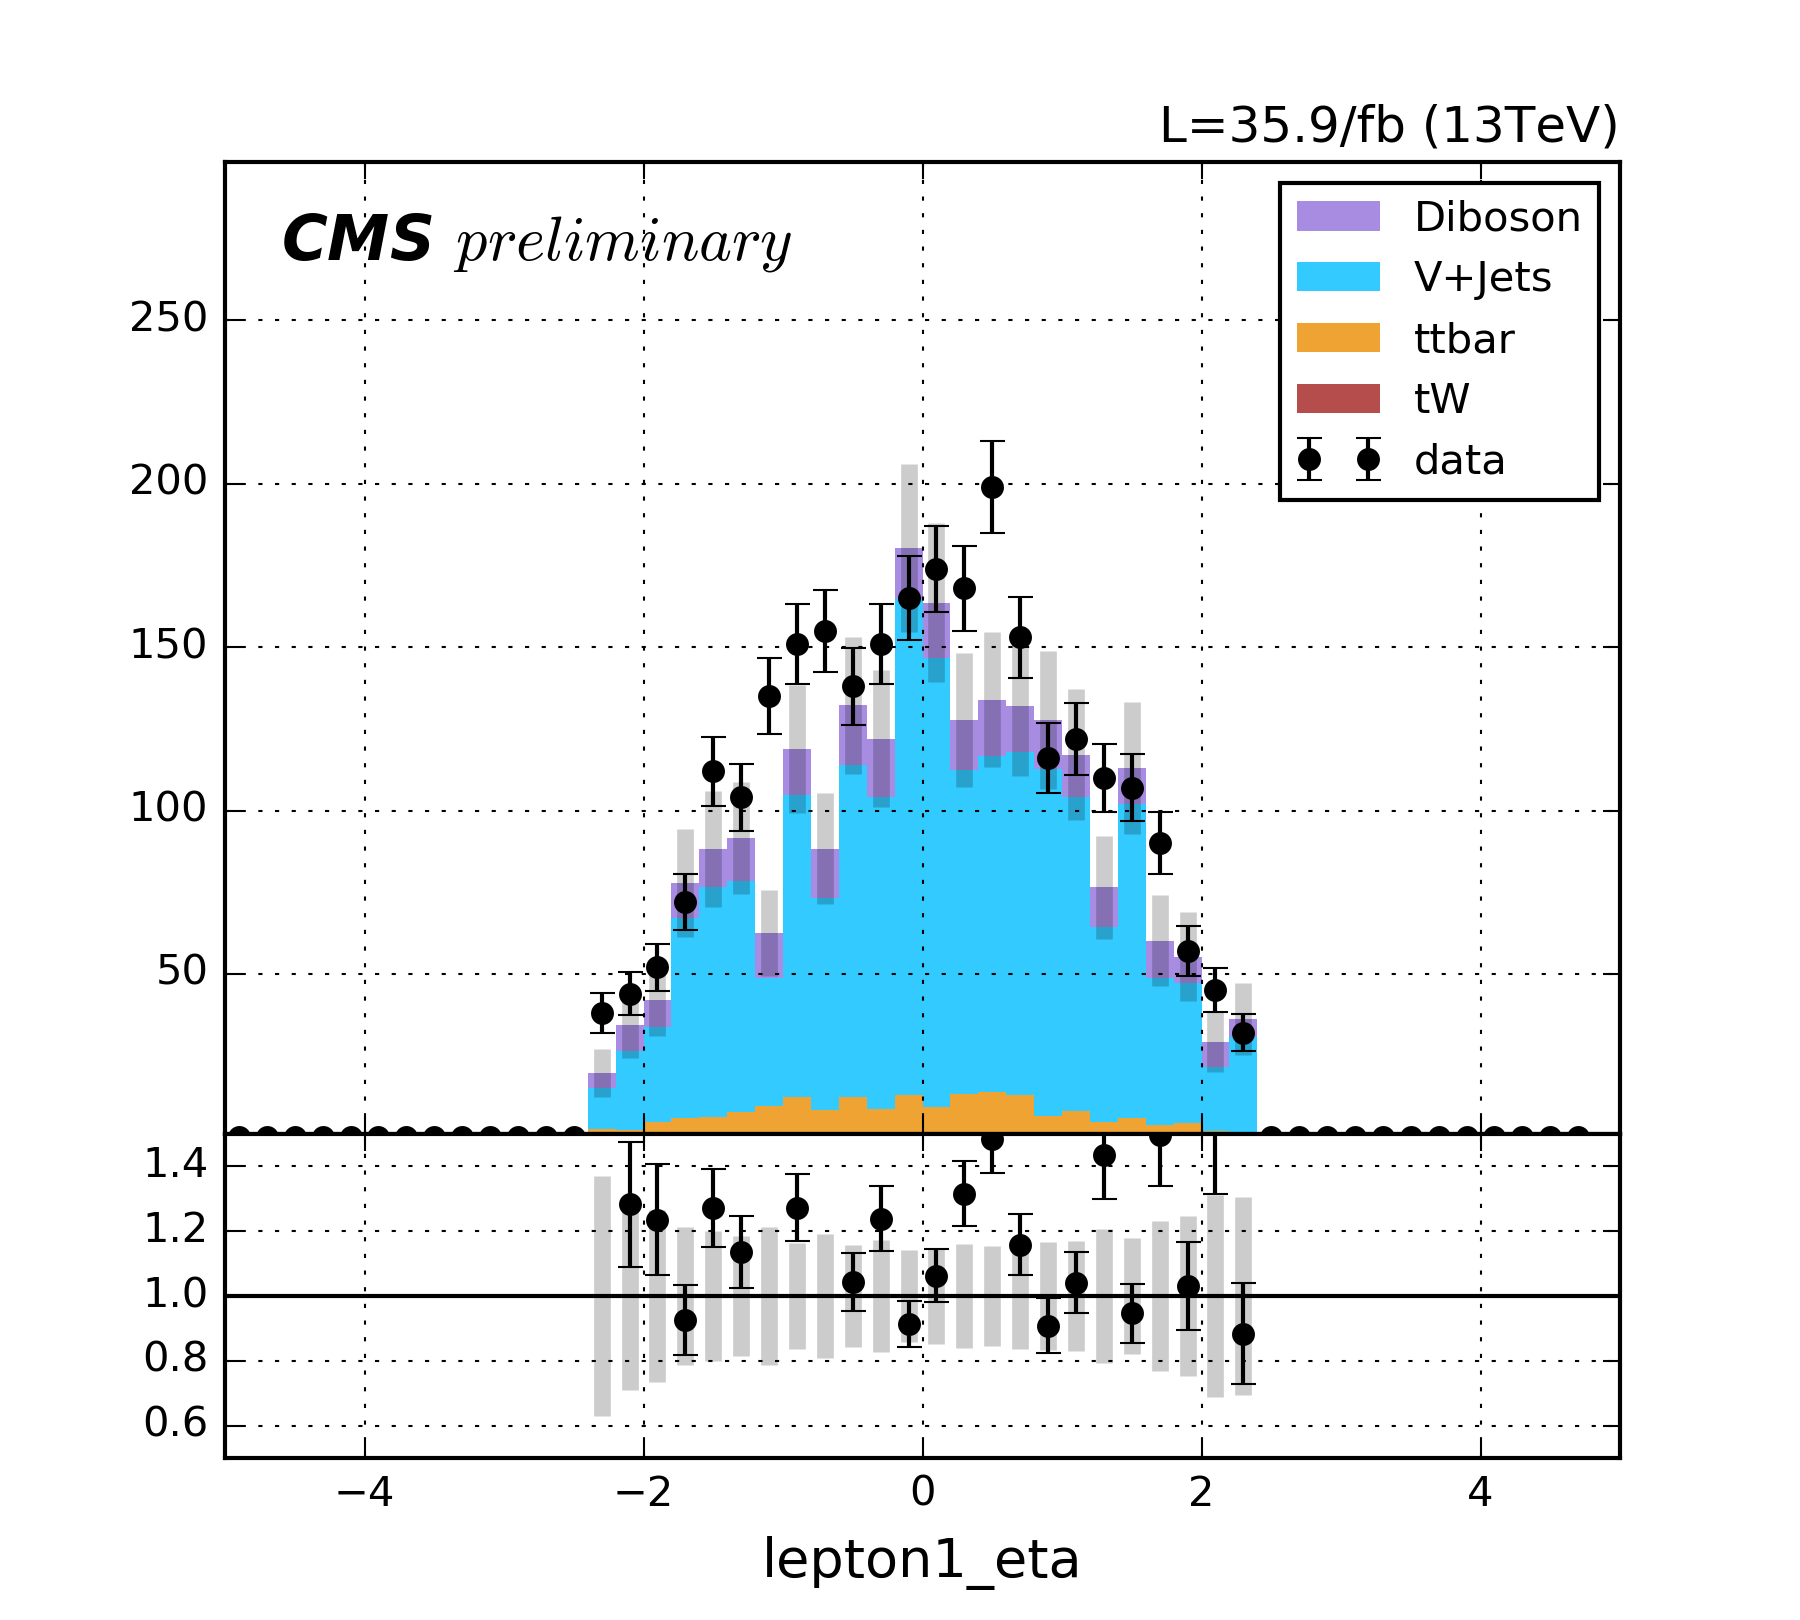 L=35.9/fb (13TeV)
CMS preliminary
Diboson
V+Jets
ttbar
tW
data
250
200
150
100
50
1.4
1.2
1.0
0.8
0.6
−4 −2 0 2 4
lepton1_eta